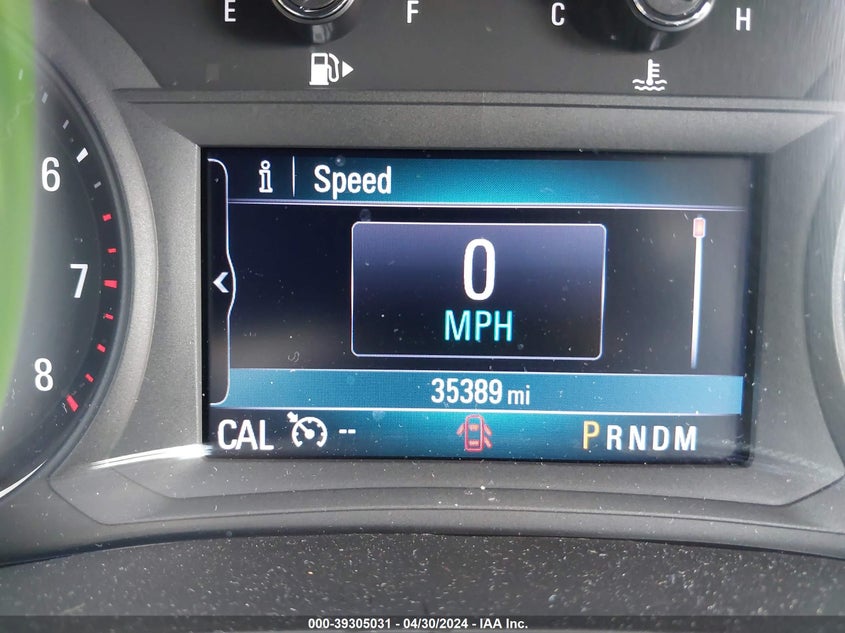 E F C H
6
7
8
i Speed
0
MPH
35389 mi
CAL -- PRNDM
000-39305031 - 04/30/2024 - IAA Inc.